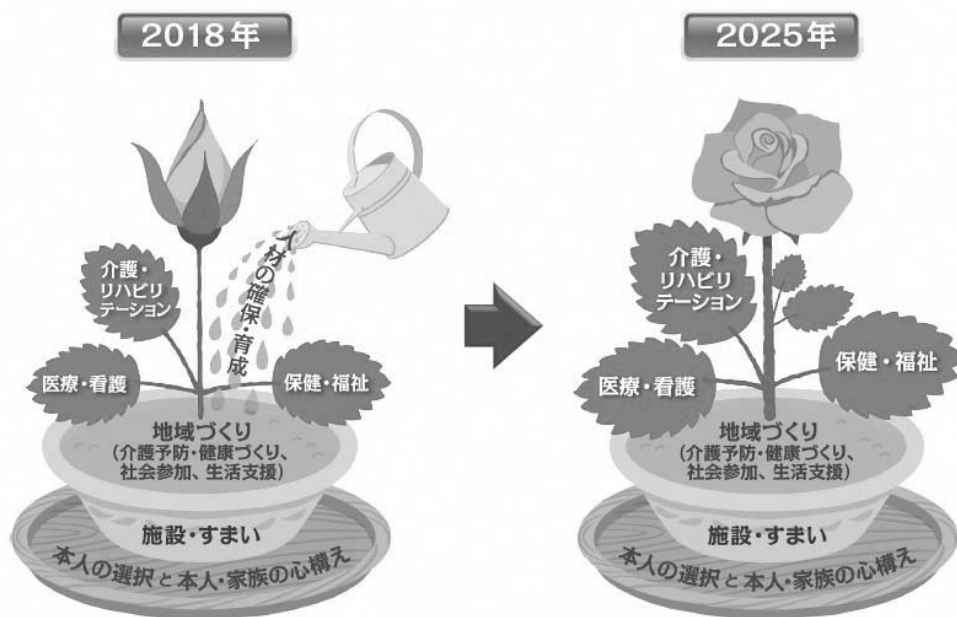 2018年
人材の確保・育成
介護・
リハビリ
テーション
医療・看護
保健・福祉
地域づくり
(介護予防・健康づくり、
社会参加、生活支援)
施設・すまい
本人の選択と本人・家族の心構え
2025年
介護・
リハビリ
テーション
医療・看護
保健・福祉
地域づくり
(介護予防・健康づくり、
社会参加、生活支援)
施設・すまい
本人の選択と本人・家族の心構え